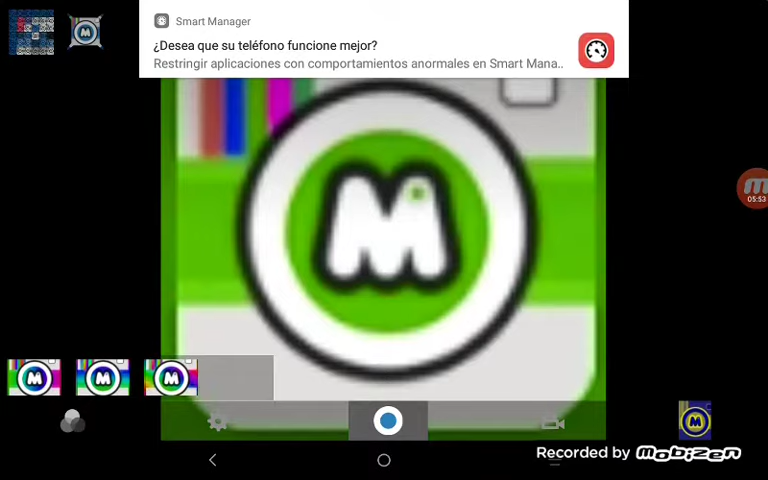 Smart Manager
¿Desea que su teléfono funcione mejor?
Restringir aplicaciones con comportamientos anormales en Smart Mana..
M
05:53
M
M
M
M
M
Recorded by MOBIZEN